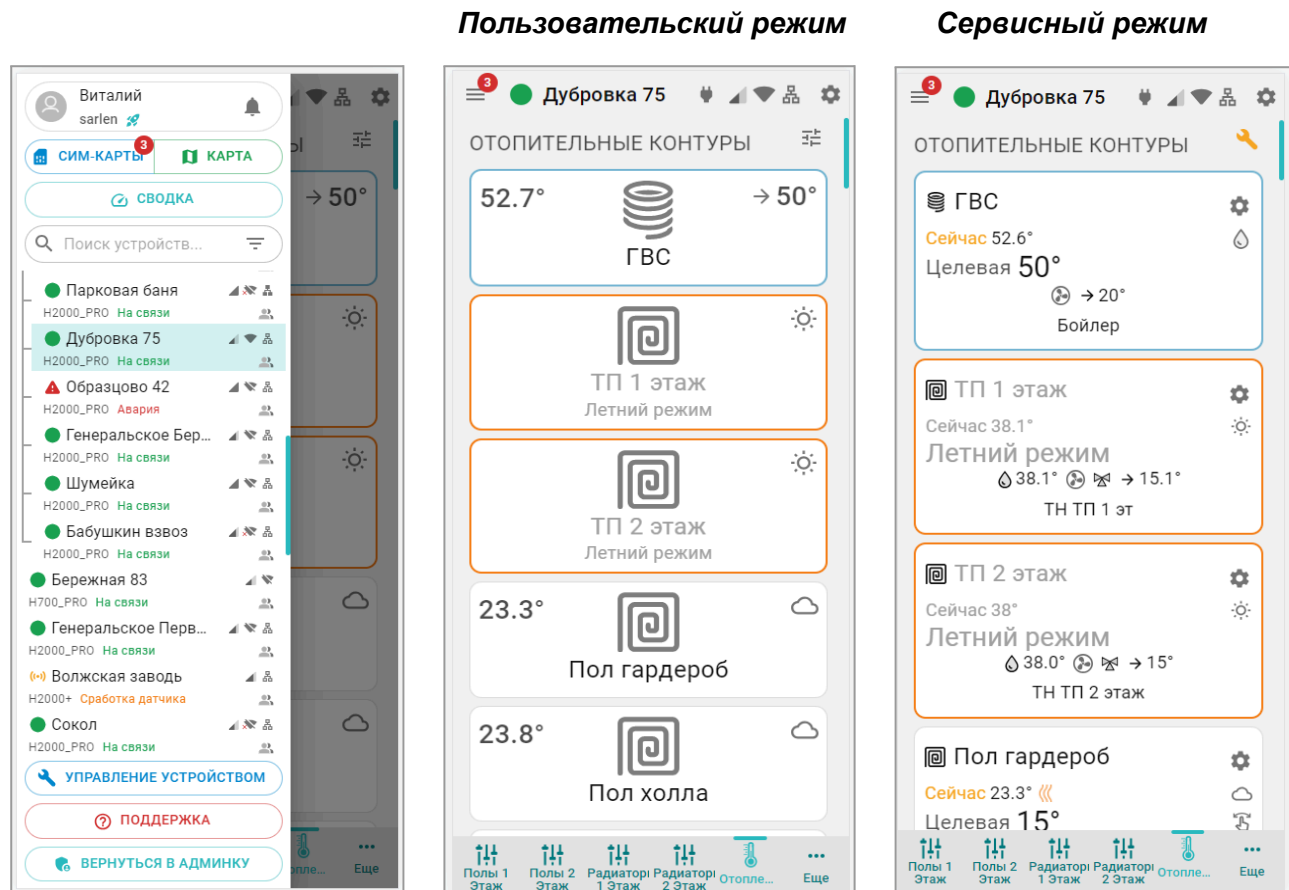 Пользовательский режим
Сервисный режим
Виталий
sarlen
СИМ-КАРТЫ 3
КАРТА
СВОДКА
Поиск устройств...
Парковая баня
H2000_PRO На связи
Дубровка 75
H2000_PRO На связи
Образцово 42
H2000_PRO Авария
Генеральское Бер...
H2000_PRO На связи
Шумейка
H2000_PRO На связи
Бабушкин взвоз
H2000_PRO На связи
Бережная 83
H700_PRO На связи
Генеральское Перв...
H2000_PRO На связи
Волжская заводь
H2000+ Сработка датчика
Сокол
H2000_PRO На связи
УПРАВЛЕНИЕ УСТРОЙСТВОМ
ПОДДЕРЖКА
ВЕРНУТЬСЯ В АДМИНКУ
Ы
→ 50°
опле...
Еще
3
Дубровка 75
ОТОПИТЕЛЬНЫЕ КОНТУРЫ
52.7°
→ 50°
ГВС
ТП 1 этаж
Летний режим
ТП 2 этаж
Летний режим
23.3°
Пол гардероб
23.8°
Пол холла
Полы 1 Этаж
Полы 2 Этаж
Радиаторы 1 Этаж
Радиаторы 2 Этаж
Отопле...
Еще
3
Дубровка 75
ОТОПИТЕЛЬНЫЕ КОНТУРЫ
ГВС
Сейчас 52.6°
Целевая 50°
→ 20°
Бойлер
ТП 1 этаж
Сейчас 38.1°
Летний режим
38.1° → 15.1°
ТН ТП 1 эт
ТП 2 этаж
Сейчас 38°
Летний режим
38.0° → 15°
ТН ТП 2 этаж
Пол гардероб
Сейчас 23.3°
Целевая 15°
Полы 1 Этаж
Полы 2 Этаж
Радиаторы 1 Этаж
Радиаторы 2 Этаж
Отопле...
Еще